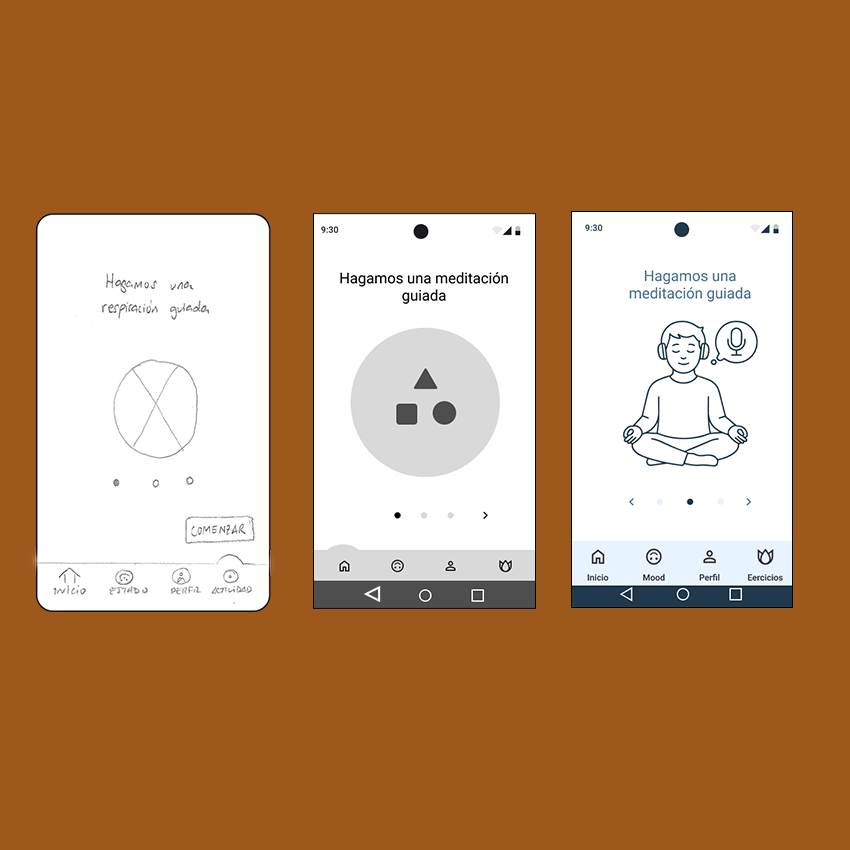 Hagamos una
respiración guiada
COMENZAR
INICIO
ESTADO
PERFIL
ACTIVIDAD
9:30
Hagamos una meditación
guiada
9:30
Hagamos una
meditación guiada
Inicio
Mood
Perfil
Eercicios